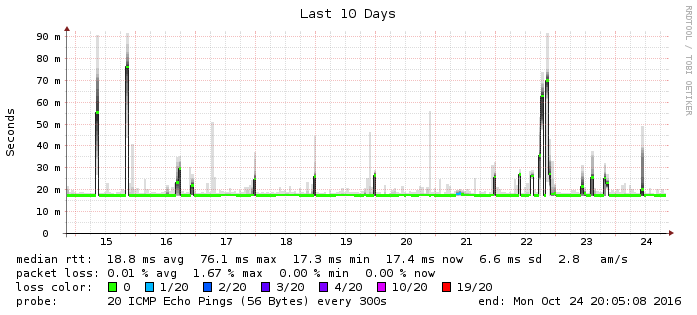 Last 10 Days
RRDTOOL / TOBI OETIKER
Seconds
90 m
80 m
70 m
60 m
50 m
40 m
30 m
20 m
10 m
0
15 16 17 18 19 20 21 22 23 24
median rtt: 18.8 ms avg 76.1 ms max 17.3 ms min 17.4 ms now 6.6 ms sd 2.8 am/s
packet loss: 0.01 % avg 1.67 % max 0.00 % min 0.00 % now
loss color: 0 1/20 2/20 3/20 4/20 10/20 19/20
probe: 20 ICMP Echo Pings (56 Bytes) every 300s end: Mon Oct 24 20:05:08 2016